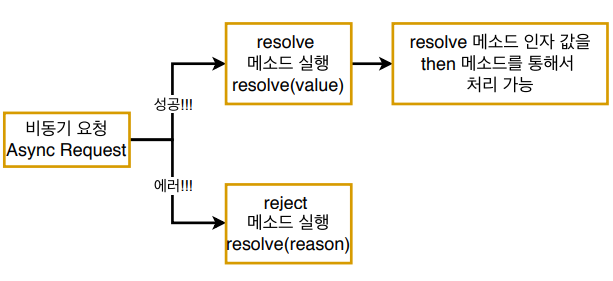 비동기 요청
Async Request
성공!!!
에러!!!
resolve
메소드 실행
resolve(value)
resolve 메소드 인자 값을
then 메소드를 통해서
처리 가능
reject
메소드 실행
resolve(reason)